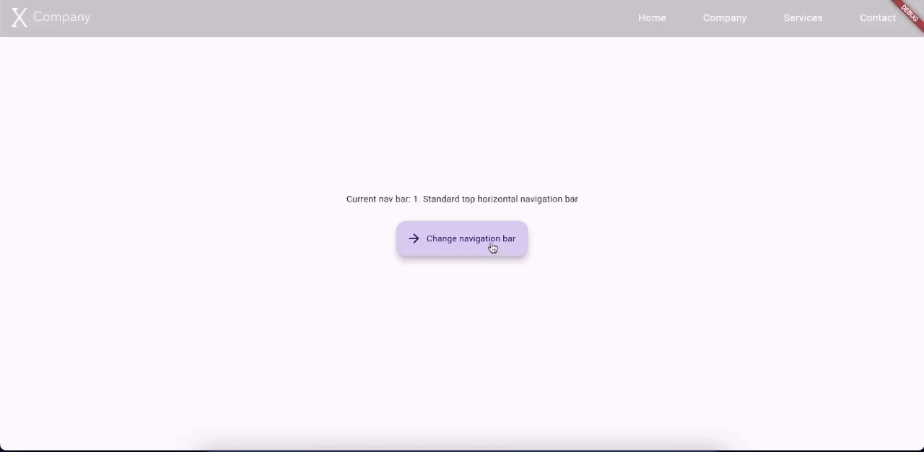 X Company
Home Company Services Contact
DEBUG
Current nav bar: 1. Standard top horizontal navigation bar
Change navigation bar